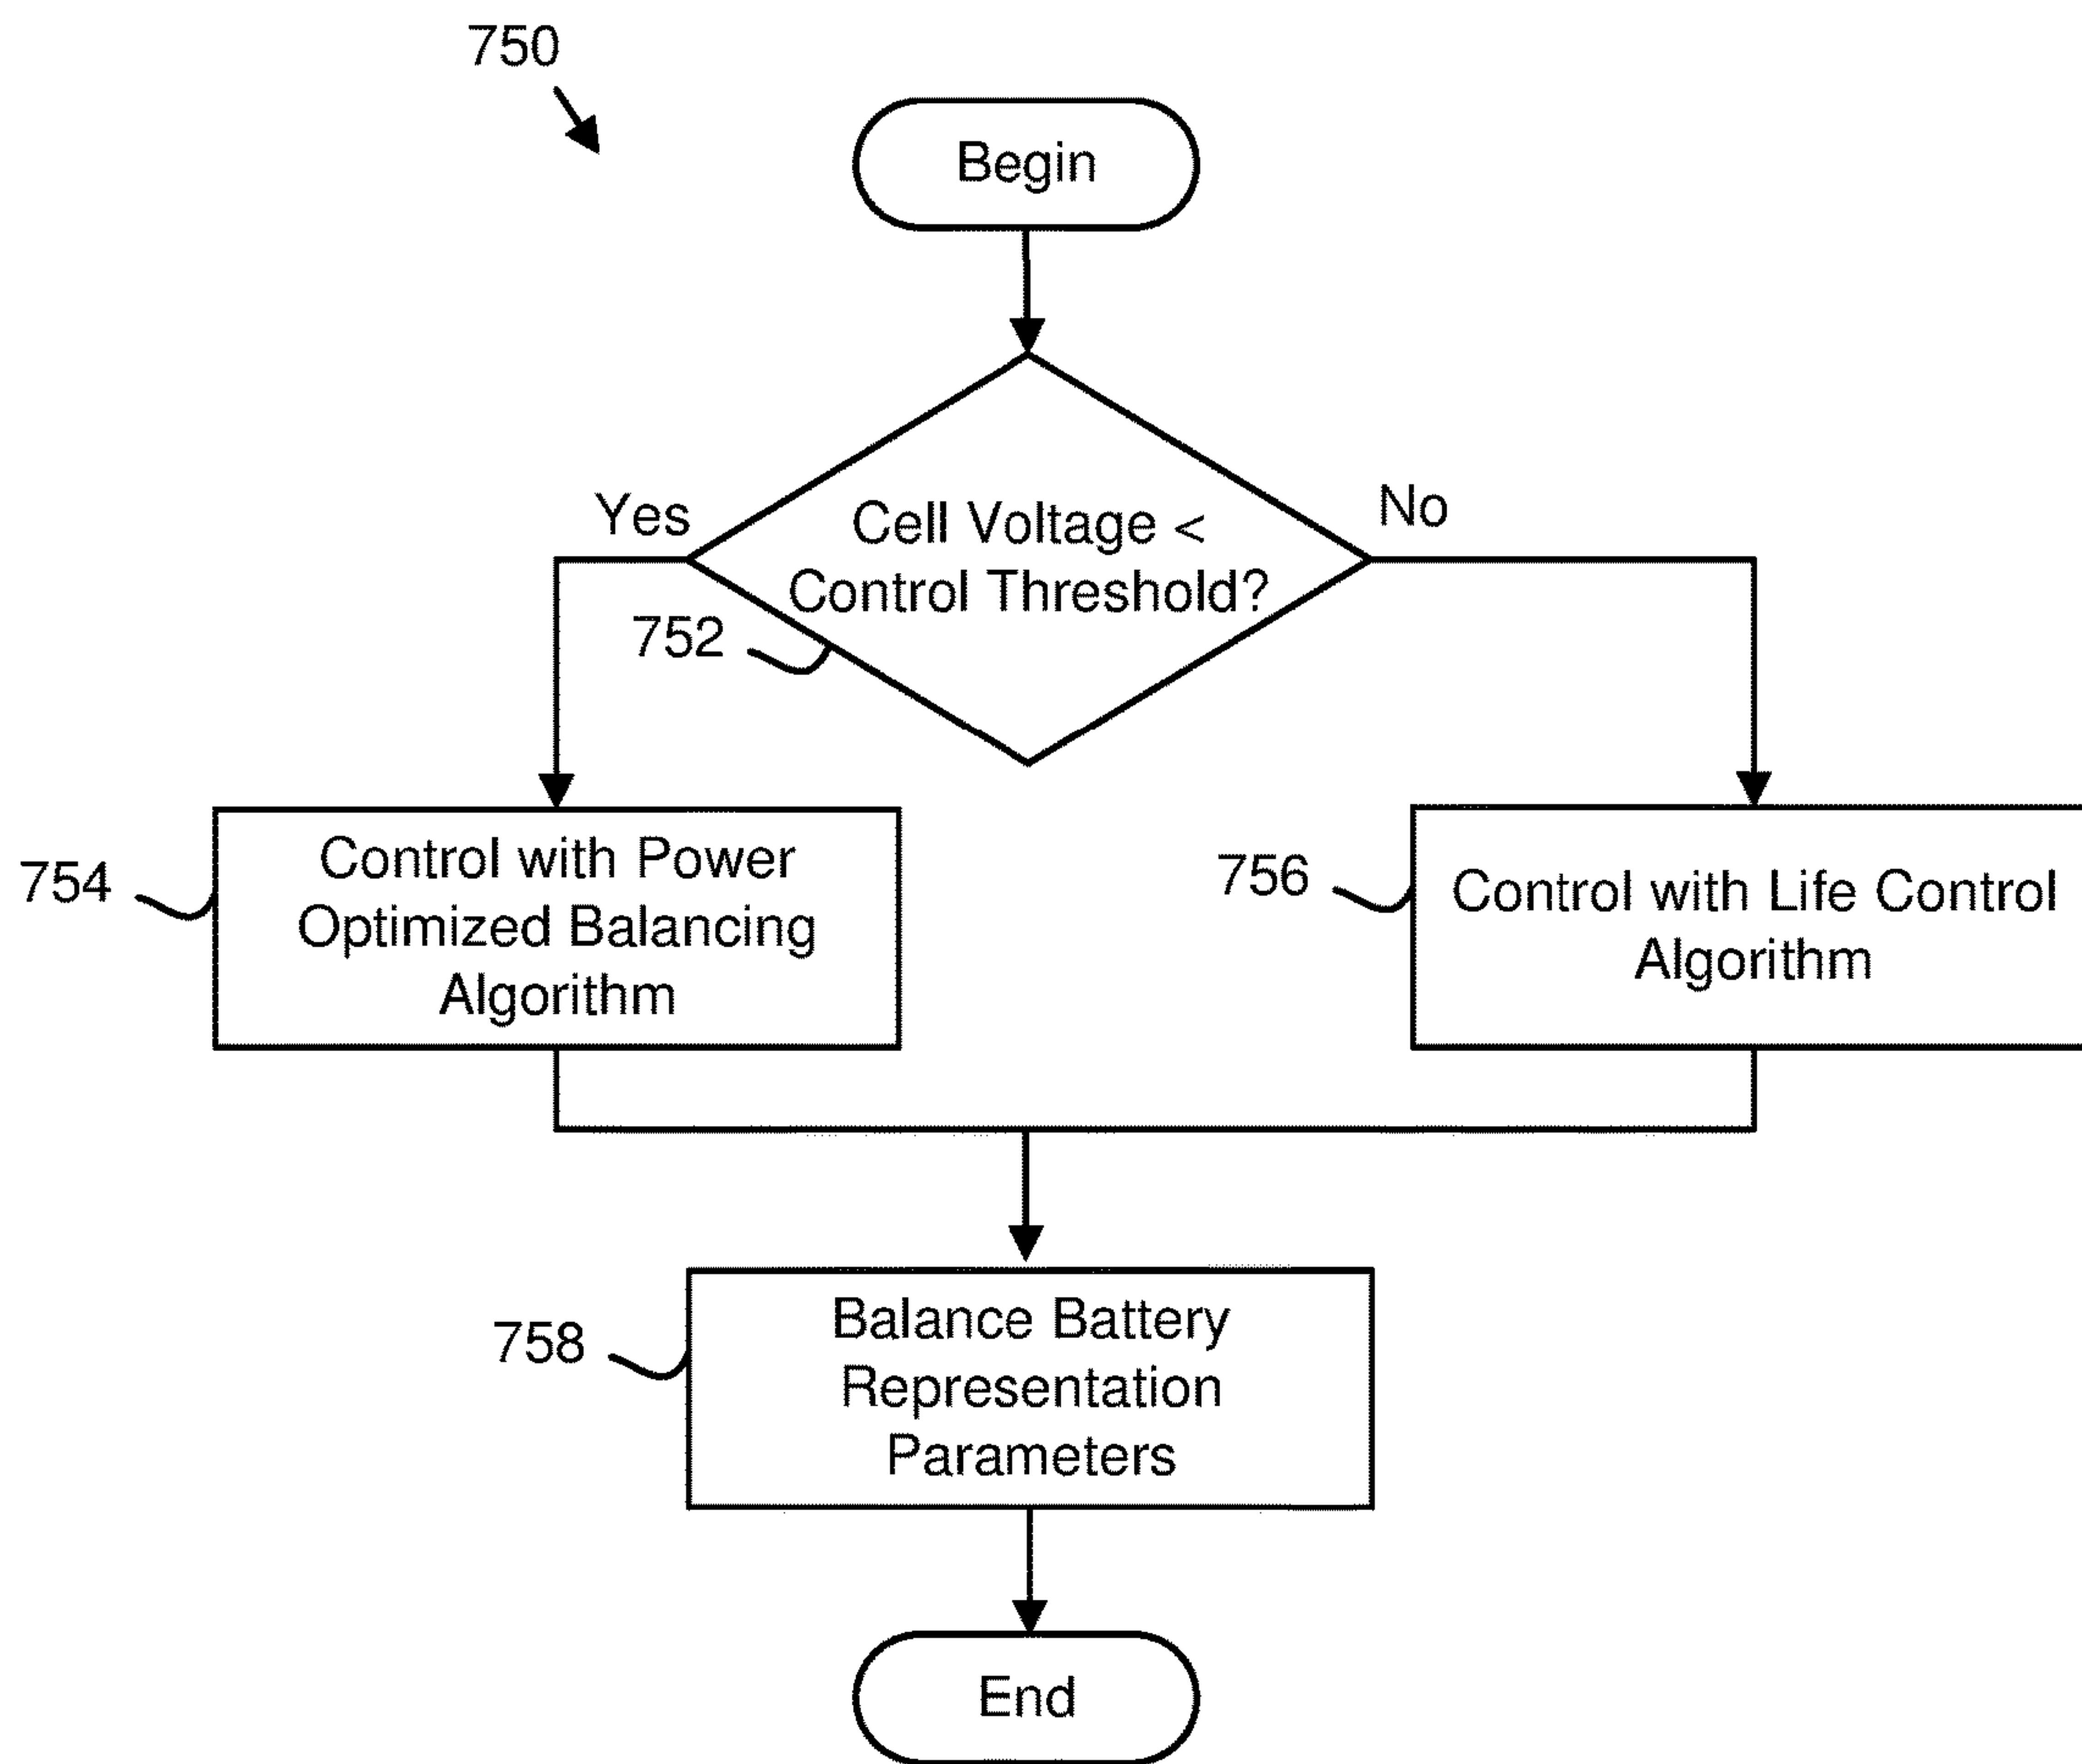 750
Begin
Yes
No
Cell Voltage <
Control Threshold?
752
754
Control with Power
Optimized Balancing
Algorithm
756
Control with Life Control
Algorithm
758
Balance Battery
Representation
Parameters
End